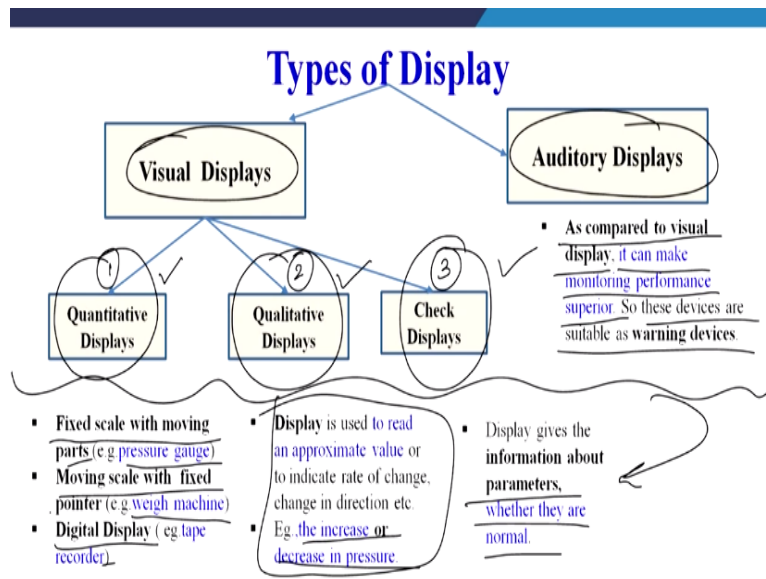 Types of Display
Visual Displays
Auditory Displays
▪ As compared to visual
display, it can make
monitoring performance
superior. So these devices are
suitable as warning devices.
1
2
3
Quantitative
Displays
Qualitative
Displays
Check
Displays
▪ Fixed scale with moving
parts (e.g.pressure gauge)
▪ Moving scale with fixed
pointer (e.g.weigh machine)
▪ Digital Display ( eg.tape
recorder)
▪ Display is used to read
an approximate value or
to indicate rate of change,
change in direction etc.
▪ Eg.,the increase or
decrease in pressure.
▪ Display gives the
information about
parameters,
whether they are
normal.